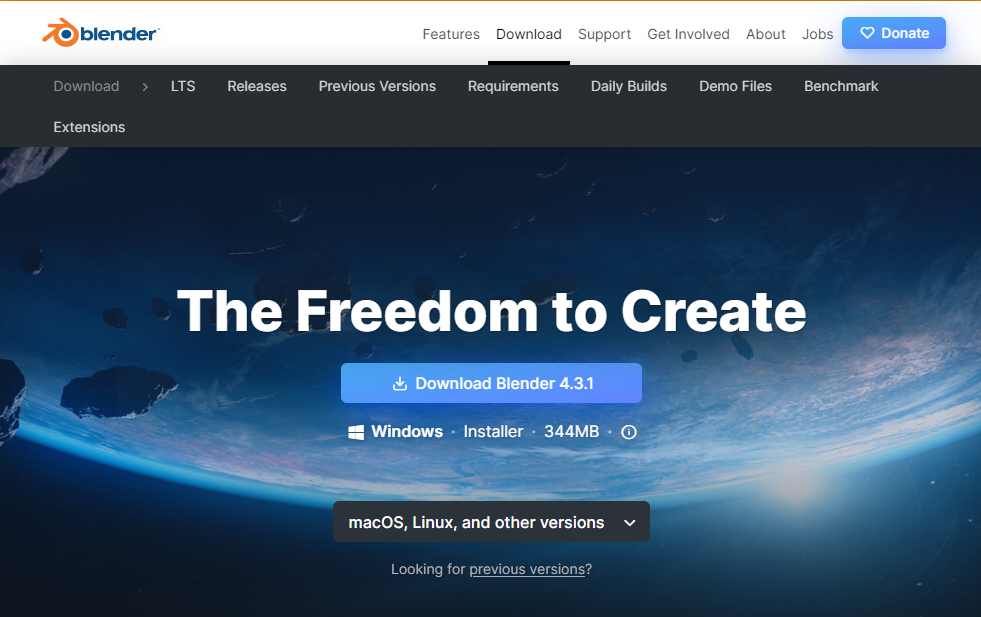 blender
Features Download Support Get Involved About Jobs Donate
Download LTS Releases Previous Versions Requirements Daily Builds Demo Files Benchmark
Extensions
The Freedom to Create
Download Blender 4.3.1
Windows · Installer · 344MB ·
macOS, Linux, and other versions
Looking for previous versions?